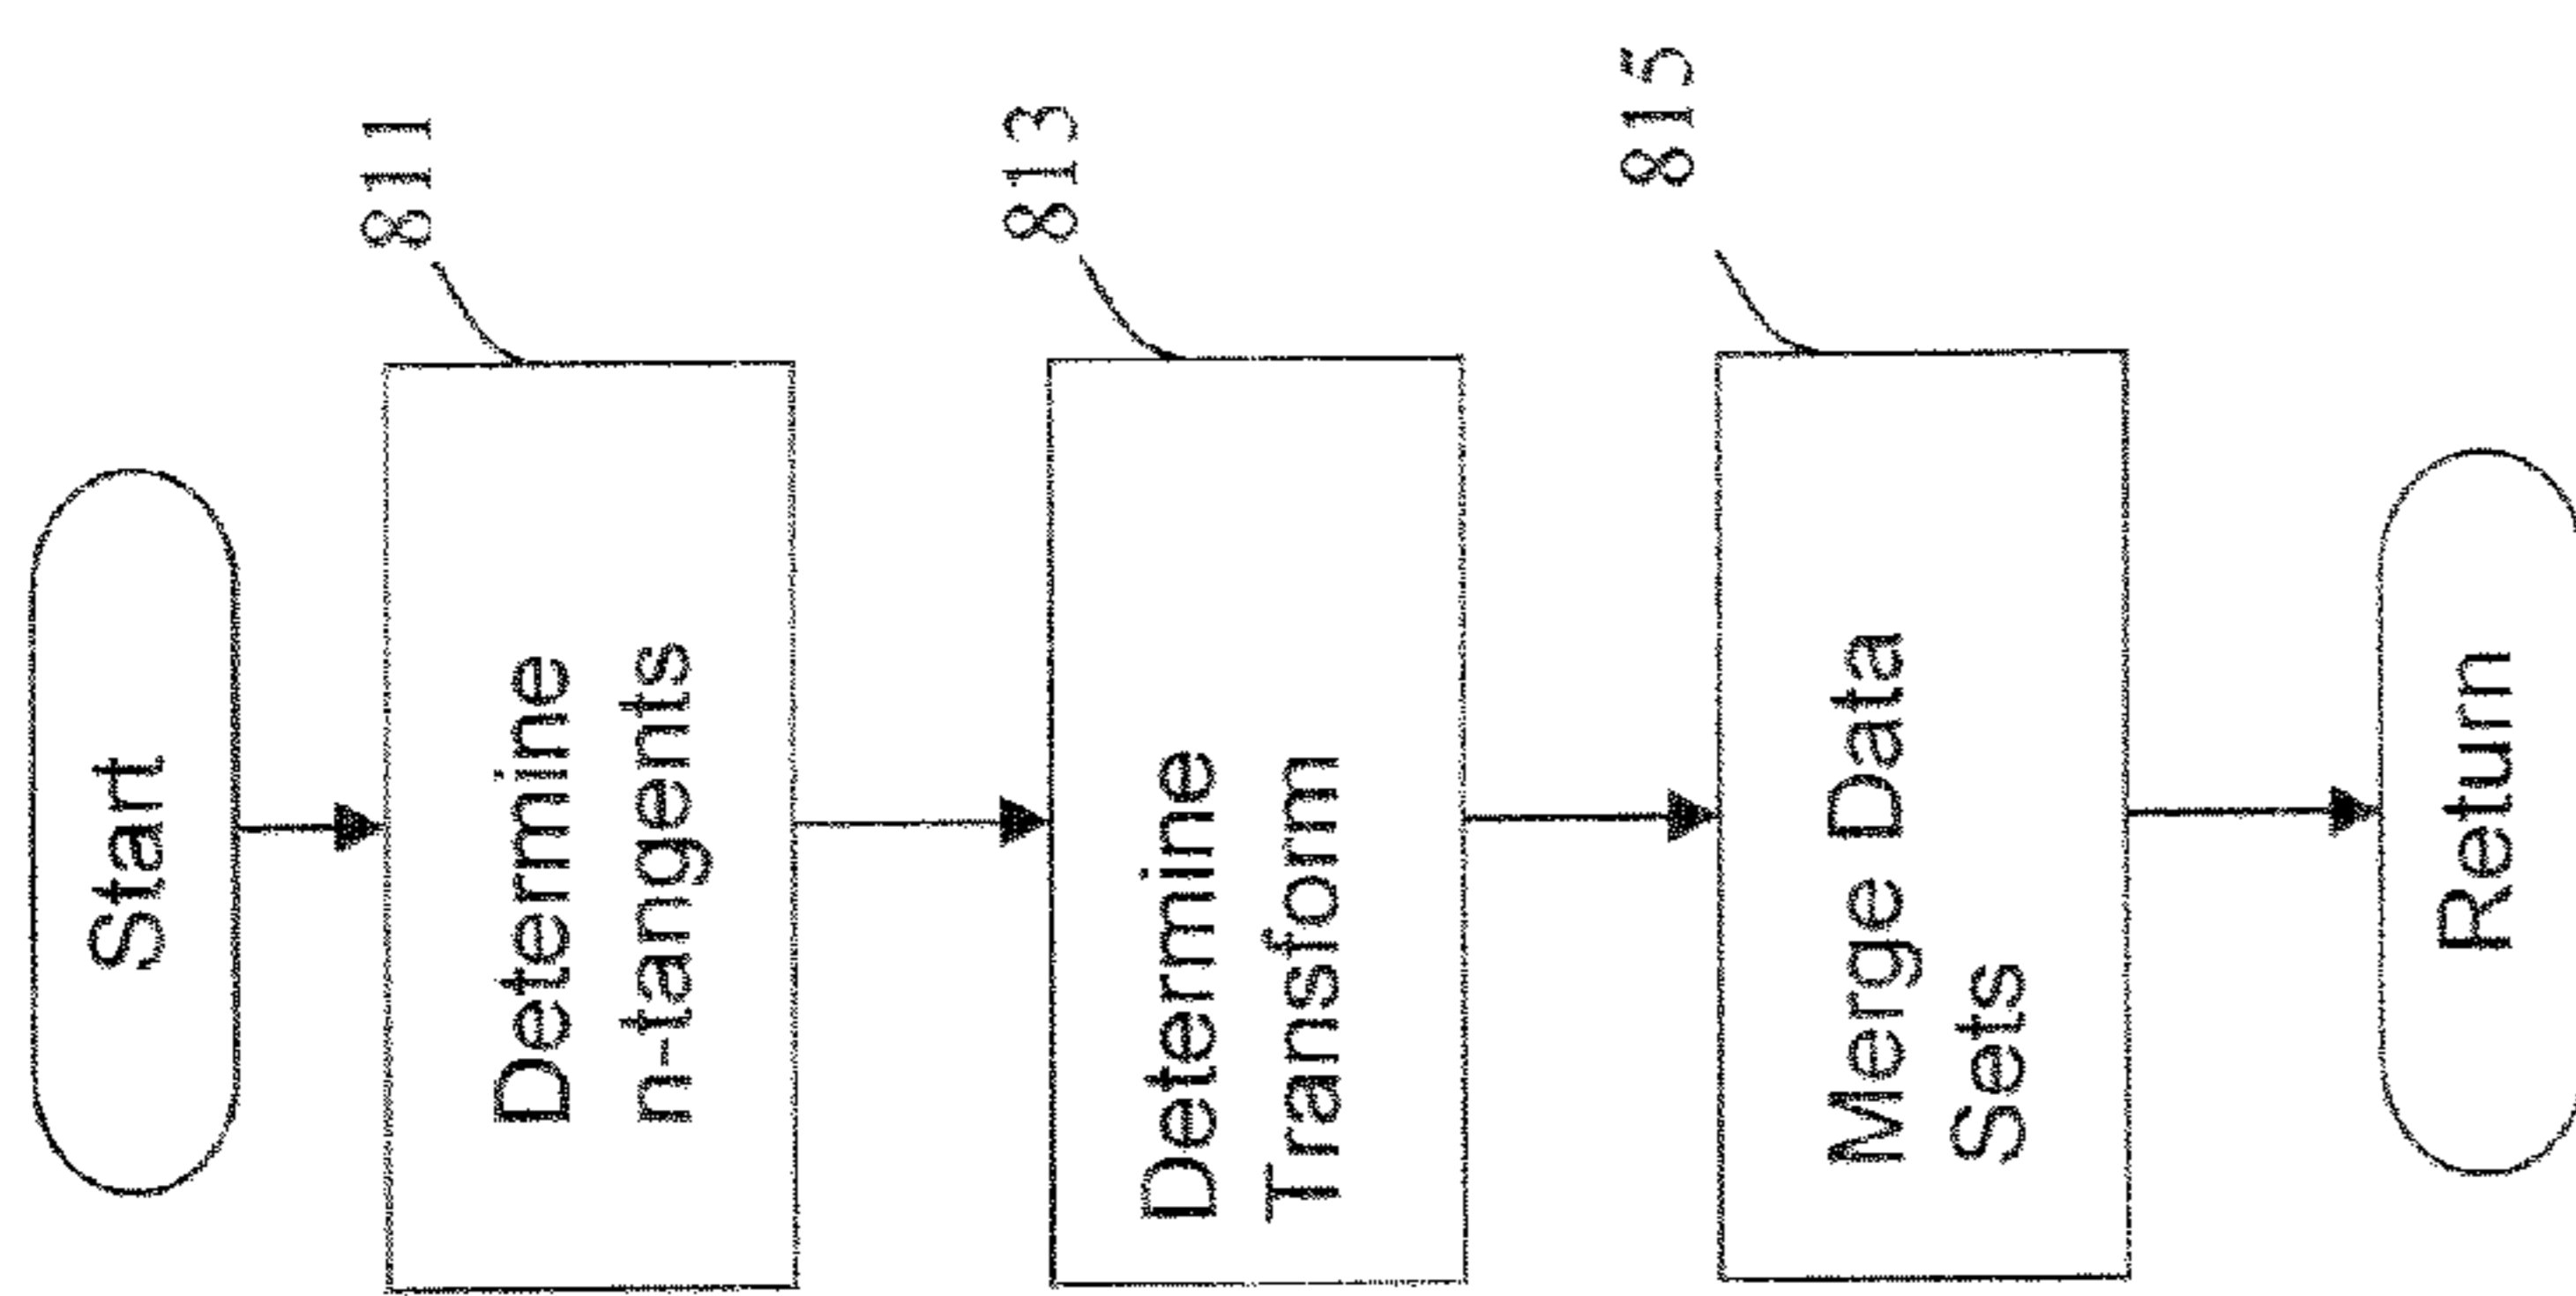 Start
811
Determine
n-tangents
813
Determine
Transform
815
Merge Data
Sets
Return